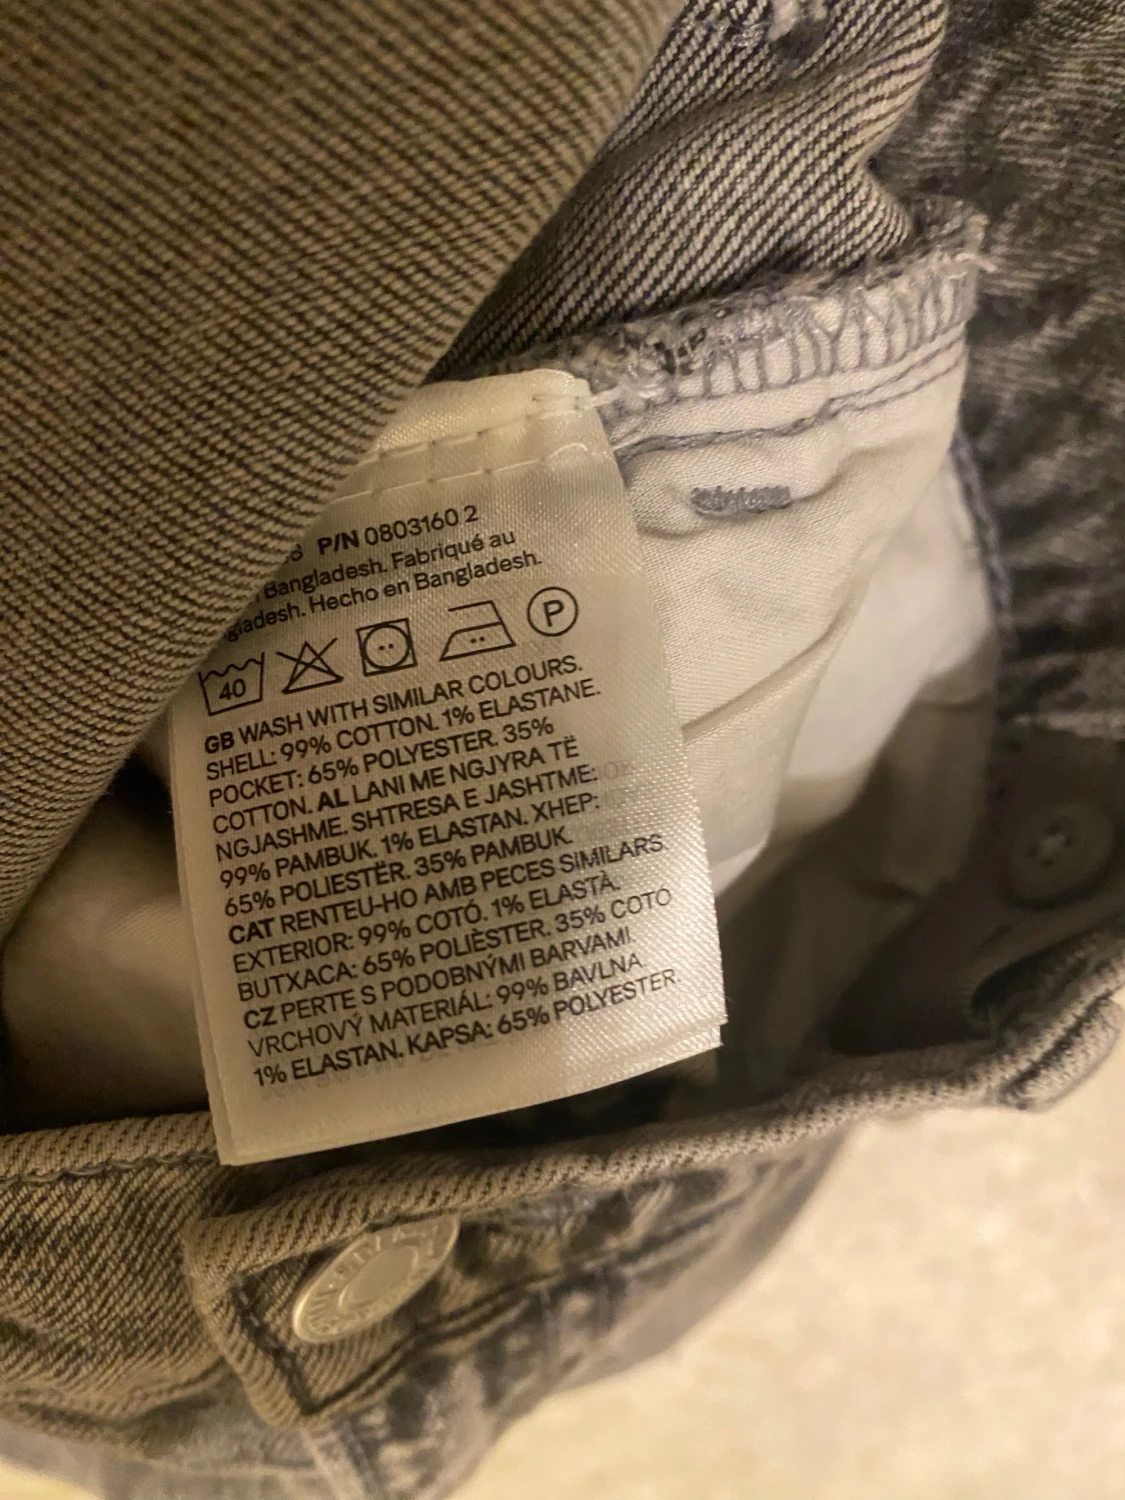 P/N 0803160 2
Bangladesh. Fabriqué au
Hecho en Bangladesh.
40 P
GB WASH WITH SIMILAR COLOURS.
SHELL: 99% COTTON. 1% ELASTANE.
POCKET: 65% POLYESTER. 35%
COTTON. AL LANI ME NGJYRA TË
NGJASHME. SHTRESA E JASHTME:
99% PAMBUK. 1% ELASTAN. XHEP:
65% POLIESTËR. 35% PAMBUK.
CAT RENTEU-HO AMB PECES SIMILARS
EXTERIOR: 99% COTÓ. 1% ELASTÀ.
BUTXACA: 65% POLIÈSTER. 35% COTO
CZ PERTE S PODOBNÝMI BARVAMI.
VRCHOVÝ MATERIÁL: 99% BAVLNA.
1% ELASTAN. KAPSA: 65% POLYESTER.